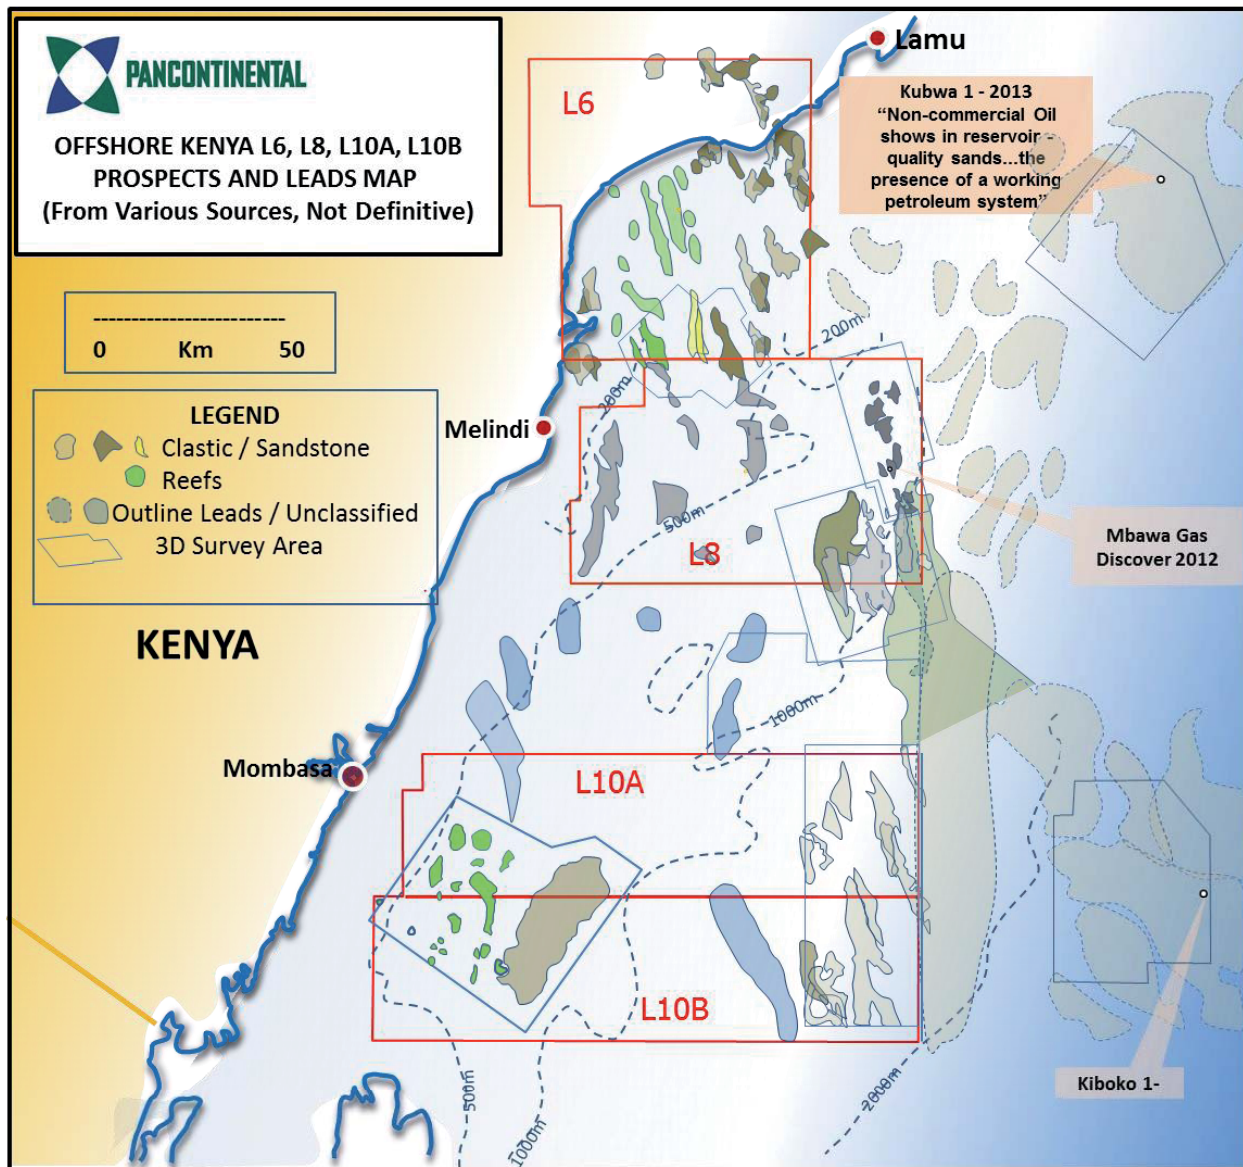 PANCONTINENTAL
OFFSHORE KENYA L6, L8, L10A, L10B
PROSPECTS AND LEADS MAP
(From Various Sources, Not Definitive)
Lamu
L6
Kubwa 1 - 2013
“Non-commercial Oil
shows in reservoir -
quality sands...the
presence of a working
petroleum system”
0 Km 50
200m
200m
LEGEND
Clastic / Sandstone
Reefs
Outline Leads / Unclassified
3D Survey Area
Melindi
500m
L8
Mbawa Gas
Discover 2012
KENYA
1000m
Mombasa
L10A
L10B
Kiboko 1-
500m
1000m
2000m